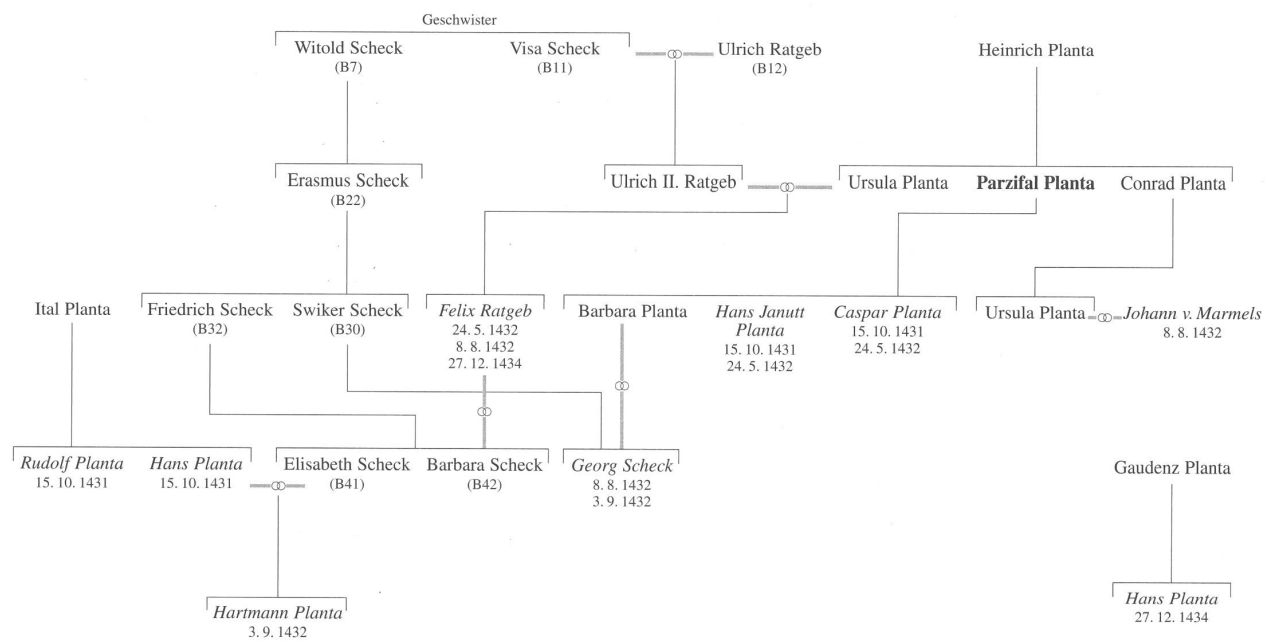 Geschwister
Witold Scheck
(B7)
Visa Scheck
(B11)
Ulrich Ratgeb
(B12)
Heinrich Planta
Erasmus Scheck
(B22)
Ulrich II. Ratgeb
Ursula Planta
Parzifal Planta
Conrad Planta
Ital Planta
Friedrich Scheck
(B32)
Swiker Scheck
(B30)
Felix Ratgeb
24. 5. 1432
8. 8. 1432
27. 12. 1434
Barbara Planta
Hans Janutt
Planta
15. 10. 1431
24. 5. 1432
Caspar Planta
15. 10. 1431
24. 5. 1432
Ursula Planta
Johann v. Marmels
8. 8. 1432
Rudolf Planta
15. 10. 1431
Hans Planta
15. 10. 1431
Elisabeth Scheck
(B41)
Barbara Scheck
(B42)
Georg Scheck
8. 8. 1432
3. 9. 1432
Gaudenz Planta
Hartmann Planta
3. 9. 1432
Hans Planta
27. 12. 1434